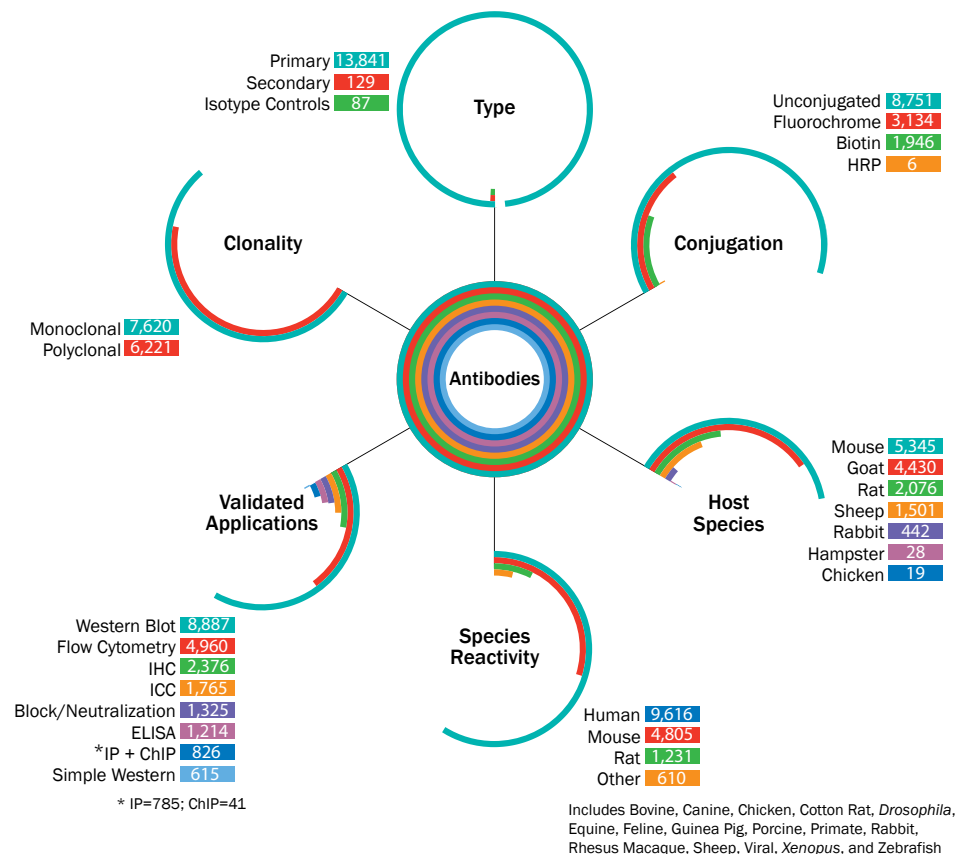 Primary 13,841
Secondary 129
Isotype Controls 87
Type
Unconjugated 8,751
Fluorochrome 3,134
Biotin 1,946
HRP 6
Conjugation
Clonality
Monoclonal 7,620
Polyclonal 6,221
Antibodies
Mouse 5,345
Goat 4,430
Rat 2,076
Sheep 1,501
Rabbit 442
Hampster 28
Chicken 19
Host
Species
Validated
Applications
Western Blot 8,887
Flow Cytometry 4,960
IHC 2,376
ICC 1,765
Block/Neutralization 1,325
ELISA 1,214
*IP + ChIP 826
Simple Western 615
* IP=785; ChIP=41
Species
Reactivity
Human 9,616
Mouse 4,805
Rat 1,231
Other 610
Includes Bovine, Canine, Chicken, Cotton Rat, Drosophila,
Equine, Feline, Guinea Pig, Porcine, Primate, Rabbit,
Rhesus Macaque, Sheep, Viral, Xenopus, and Zebrafish